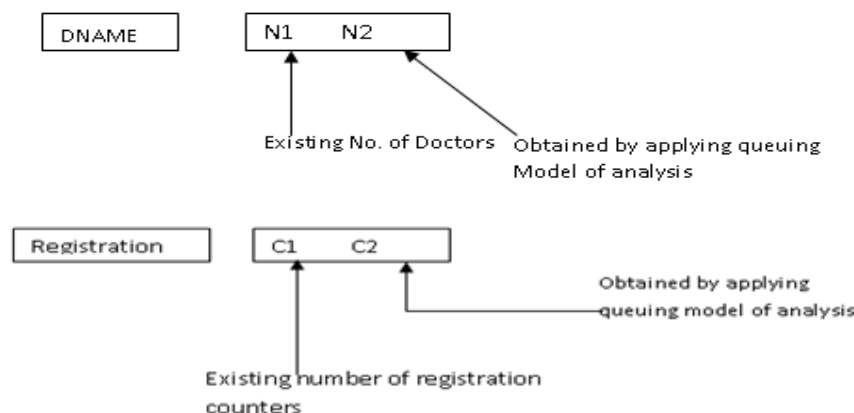 DNAME
N1 N2
Existing No. of Doctors
Obtained by applying queuing
Model of analysis
Registration
C1 C2
Obtained by applying
queuing model of analysis
Existing number of registration
counters